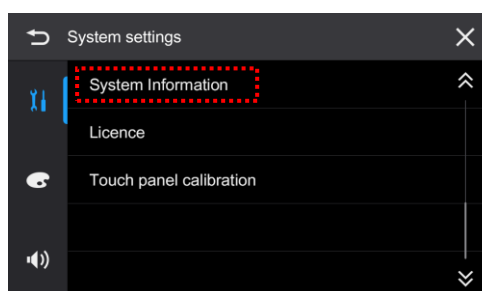 System settings
System Information
Licence
Touch panel calibration